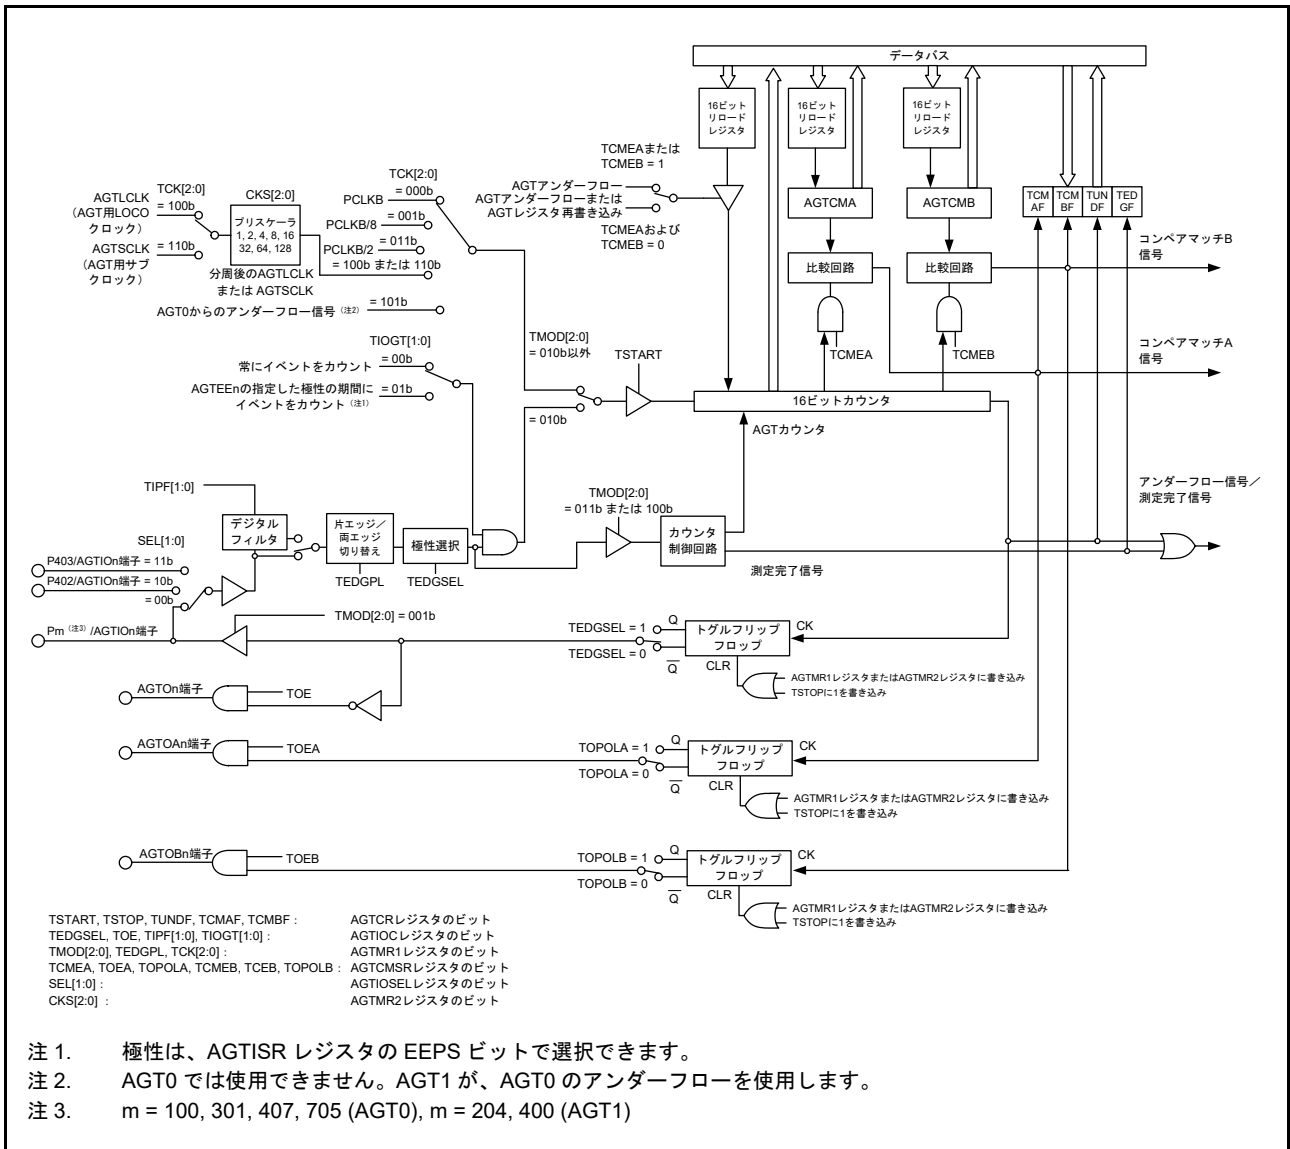 データバス
16ビット
リロード
レジスタ
16ビット
リロード
レジスタ
16ビット
リロード
レジスタ
TCMEAまたは
TCMEB = 1
AGTアンダーフロー
AGTアンダーフローまたは
AGTレジスタ再書き込み
TCMEAおよび
TCMEB = 0
AGTCMA
AGTCMB
TCM
AF
TCM
BF
TUN
DF
TED
GF
比較回路
比較回路
TCMEA
TCMEB
コンペアマッチB
信号
コンペアマッチA
信号
AGTLCLK
(AGT用LOCO
クロック)
TCK[2:0]
= 100b
AGTSCLK
(AGT用サブ
クロック)
= 110b
CKS[2:0]
プリスケーラ
1, 2, 4, 8, 16
32, 64, 128
分周後のAGTLCLK
または AGTSCLK
TCK[2:0]
PCLKB
= 000b
PCLKB/8
= 001b
PCLKB/2
= 011b
= 100b または 110b
AGT0からのアンダーフロー信号 (注2)
= 101b
TIOGT[1:0]
常にイベントをカウント
= 00b
AGTEEnの指定した極性の期間に
イベントをカウント (注1)
= 01b
TMOD[2:0]
= 010b以外
= 010b
TSTART
16ビットカウンタ
AGTカウンタ
TIPF[1:0]
デジタル
フィルタ
片エッジ/
両エッジ
切り替え
極性選択
TEDGPL
TEDGSEL
TMOD[2:0]
= 011b または 100b
カウンタ
制御回路
測定完了信号
アンダーフロー信号/
測定完了信号
SEL[1:0]
P403/AGTIOn端子 = 11b
P402/AGTIOn端子 = 10b
= 00b
Pm (注3) /AGTIOn端子
TMOD[2:0] = 001b
TEDGSEL = 1
TEDGSEL = 0
Q
Q
トグルフリップ
フロップ
CK
CLR
AGTMR1レジスタまたはAGTMR2レジスタに書き込み
TSTOPに1を書き込み
AGTOn端子
TOE
AGTOAn端子
TOEA
TOPOLA = 1
TOPOLA = 0
Q
Q
トグルフリップ
フロップ
CK
CLR
AGTMR1レジスタまたはAGTMR2レジスタに書き込み
TSTOPに1を書き込み
AGTOBn端子
TOEB
TOPOLB = 1
TOPOLB = 0
Q
Q
トグルフリップ
フロップ
CK
CLR
AGTMR1レジスタまたはAGTMR2レジスタに書き込み
TSTOPに1を書き込み
TSTART, TSTOP, TUNDF, TCMAF, TCMBF : AGTCRレジスタのビット
TEDGSEL, TOE, TIPF[1:0], TIOGT[1:0] : AGTIOCレジスタのビット
TMOD[2:0], TEDGPL, TCK[2:0] : AGTMR1レジスタのビット
TCMEA, TOEA, TOPOLA, TCMEB, TCEB, TOPOLB : AGTCMSRレジスタのビット
SEL[1:0] : AGTIOSELレジスタのビット
CKS[2:0] : AGTMR2レジスタのビット
注 1. 極性は、AGTISR レジスタの EEPS ビットで選択できます。
注 2. AGT0 では使用できません。AGT1 が、AGT0 のアンダーフローを使用します。
注 3. m = 100, 301, 407, 705 (AGT0), m = 204, 400 (AGT1)